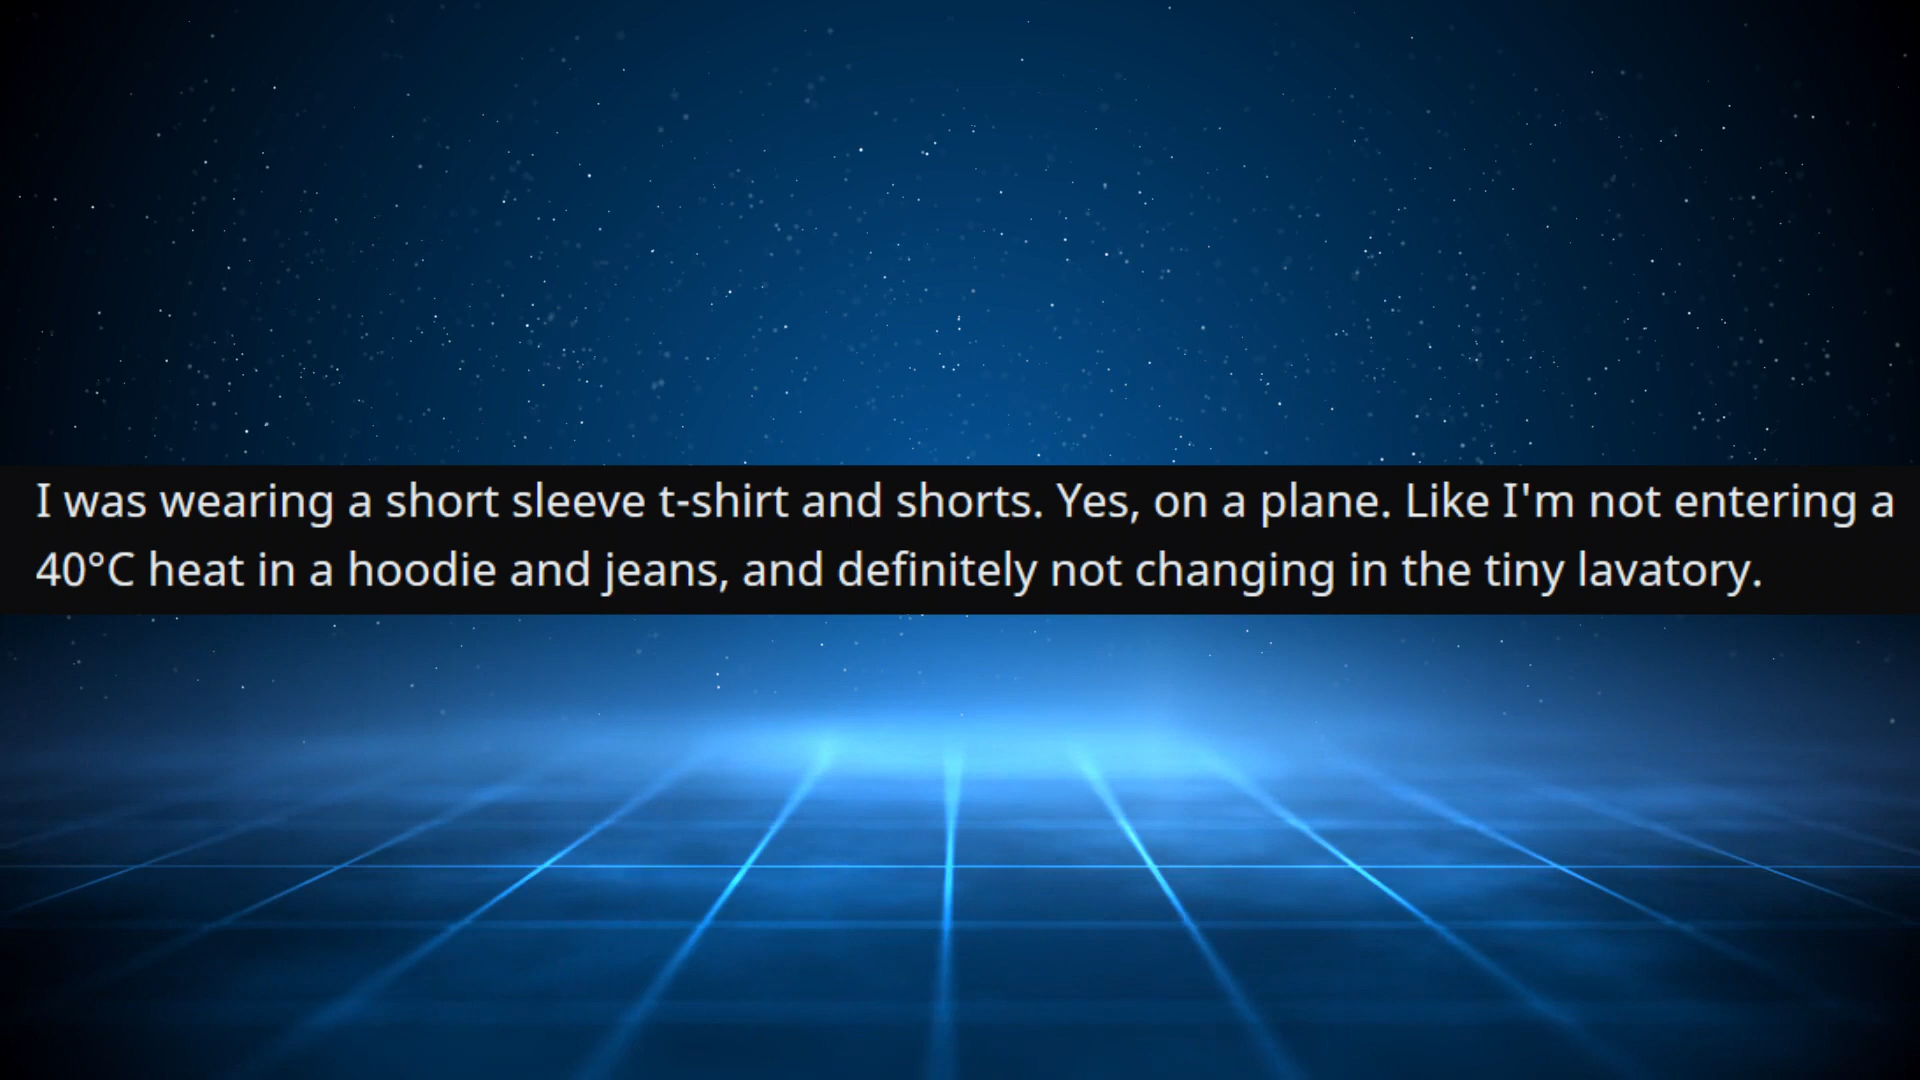 I was wearing a short sleeve t-shirt and shorts. Yes, on a plane. Like I'm not entering a
40°C heat in a hoodie and jeans, and definitely not changing in the tiny lavatory.